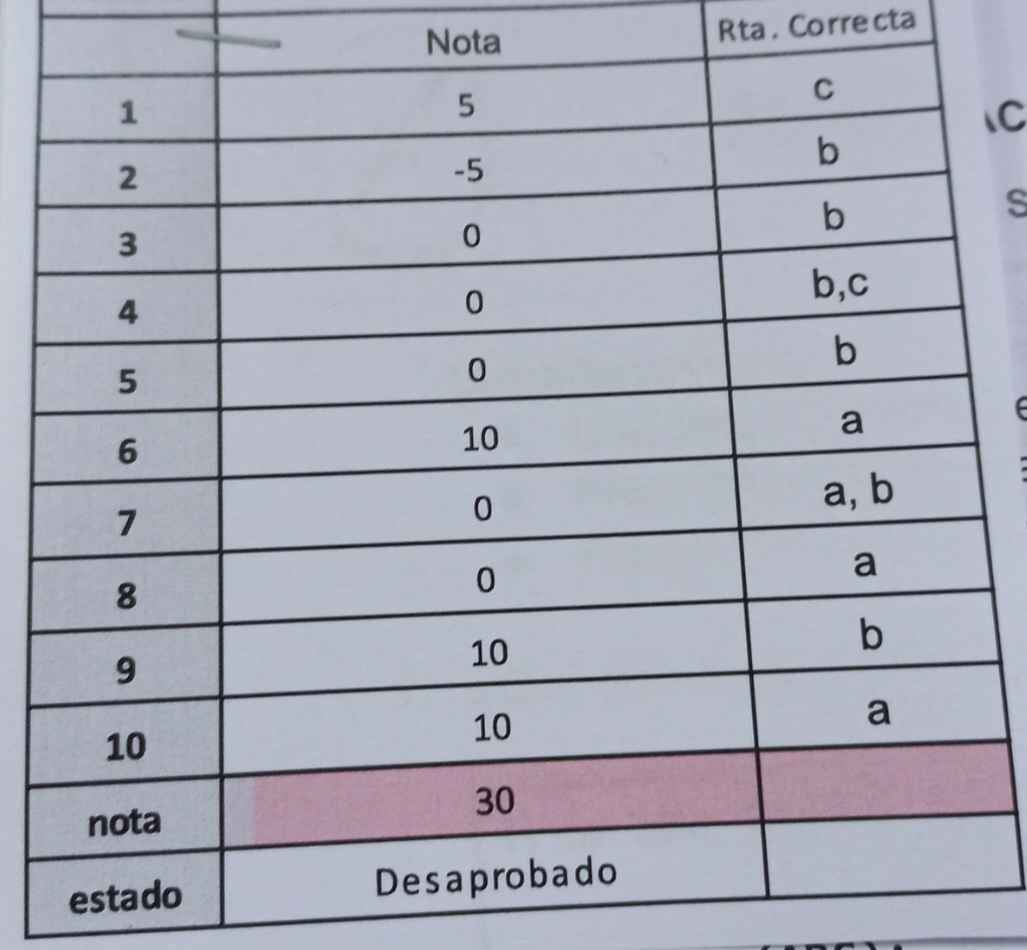 Nota Rta. Correcta
1 5 c
2 -5 b
3 0 b
4 0 b,c
5 0 b
6 10 a
7 0 a, b
8 0 a
9 10 b
10 10 a
nota 30
estado Desaprobado